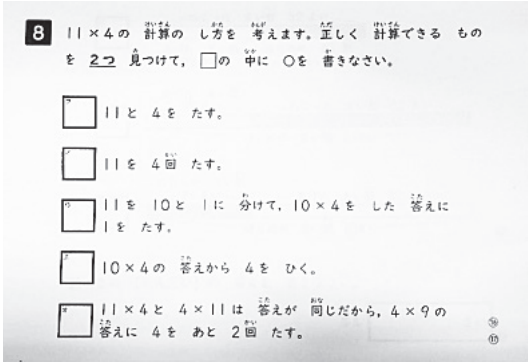 8 11×4の 計算の し方を 考えます。正しく 計算できる もの
を 2つ 見つけて，□の 中に ○を 書きなさい。
11と 4を たす。
11を 4回 たす。
11を 10と 1に 分けて，10×4を した 答えに
1を たす。
10×4の 答えから 4を ひく。
11×4と 4×11は 答えが 同じだから，4×9の
答えに 4を あと 2回 たす。